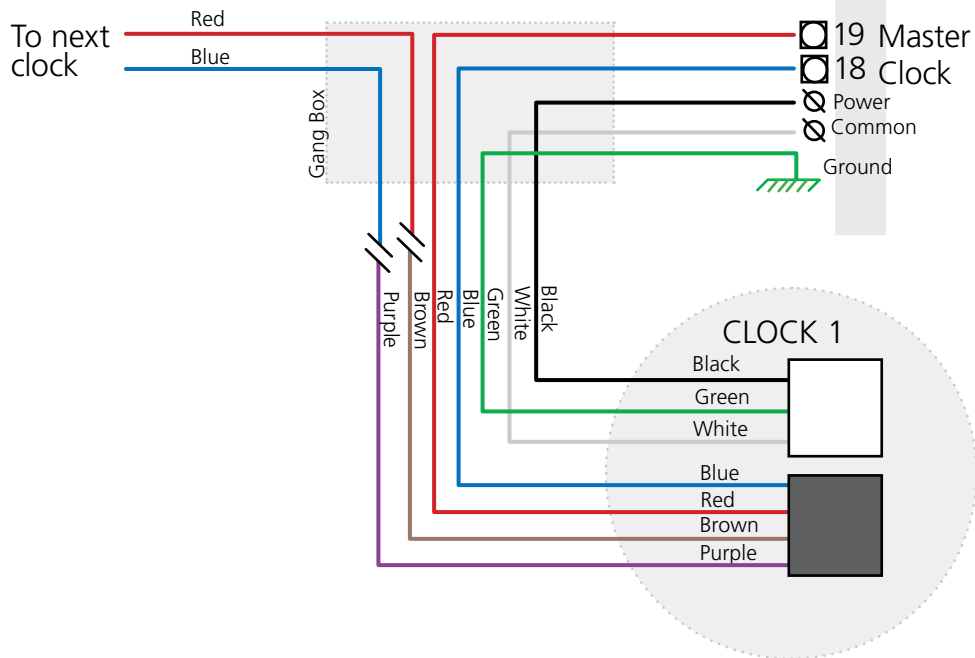 Red
To next
clock
Blue
Gang Box
19 Master
18 Clock
Power
Common
Ground
Purple
Brown
Red
Blue
Green
White
Black
CLOCK 1
Black
Green
White
Blue
Red
Brown
Purple